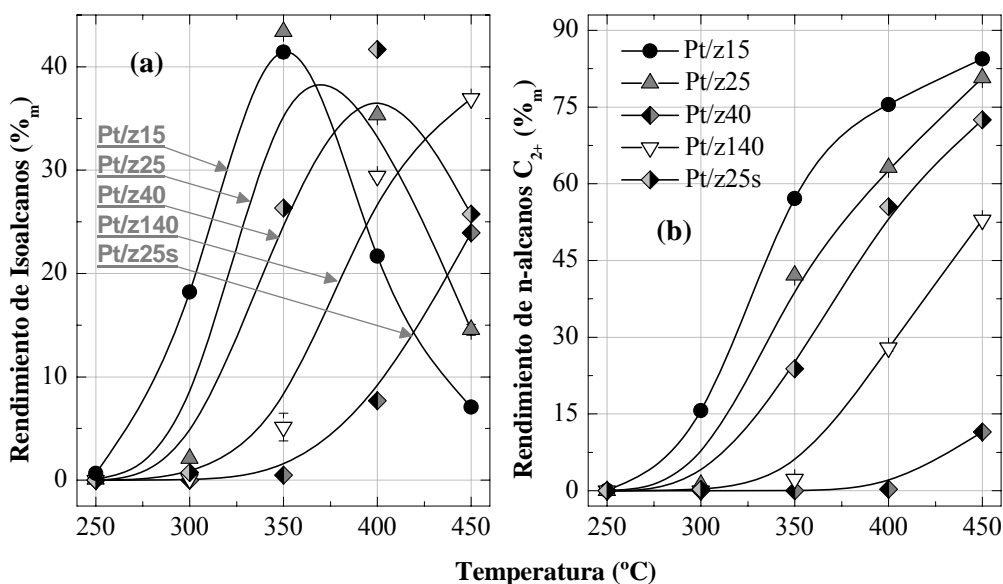 (a)
Rendimiento de Isoalcanos (%m)
40
30
20
10
0
Pt/z15
Pt/z25
Pt/z40
Pt/z140
Pt/z25s
250 300 350 400 450
(b)
Rendimiento de n-alcanos C2+ (%m)
90
75
60
45
30
15
0
Pt/z15
Pt/z25
Pt/z40
Pt/z140
Pt/z25s
250 300 350 400 450
Temperatura (ºC)